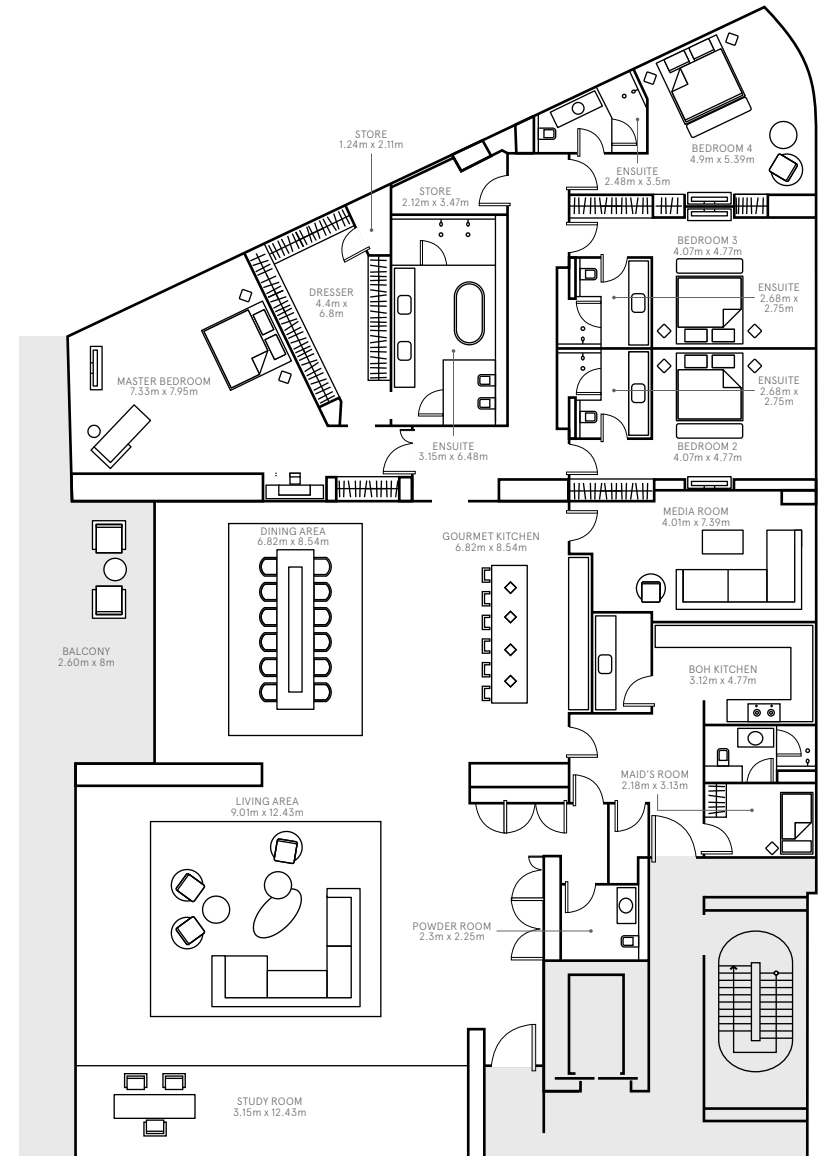 STORE
1.24m x 2.11m
BEDROOM 4
4.9m x 5.39m
ENSUITE
2.48m x 3.5m
STORE
2.12m x 3.47m
BEDROOM 3
4.07m x 4.77m
DRESSER
4.4m x
6.8m
ENSUITE
2.68m x
2.75m
MASTER BEDROOM
7.33m x 7.95m
ENSUITE
2.68m x
2.75m
ENSUITE
3.15m x 6.48m
BEDROOM 2
4.07m x 4.77m
MEDIA ROOM
4.01m x 7.39m
DINING AREA
6.82m x 8.54m
GOURMET KITCHEN
6.82m x 8.54m
BALCONY
2.60m x 8m
BOH KITCHEN
3.12m x 4.77m
MAID'S ROOM
2.18m x 3.13m
LIVING AREA
9.01m x 12.43m
POWDER ROOM
2.3m x 2.25m
STUDY ROOM
3.15m x 12.43m